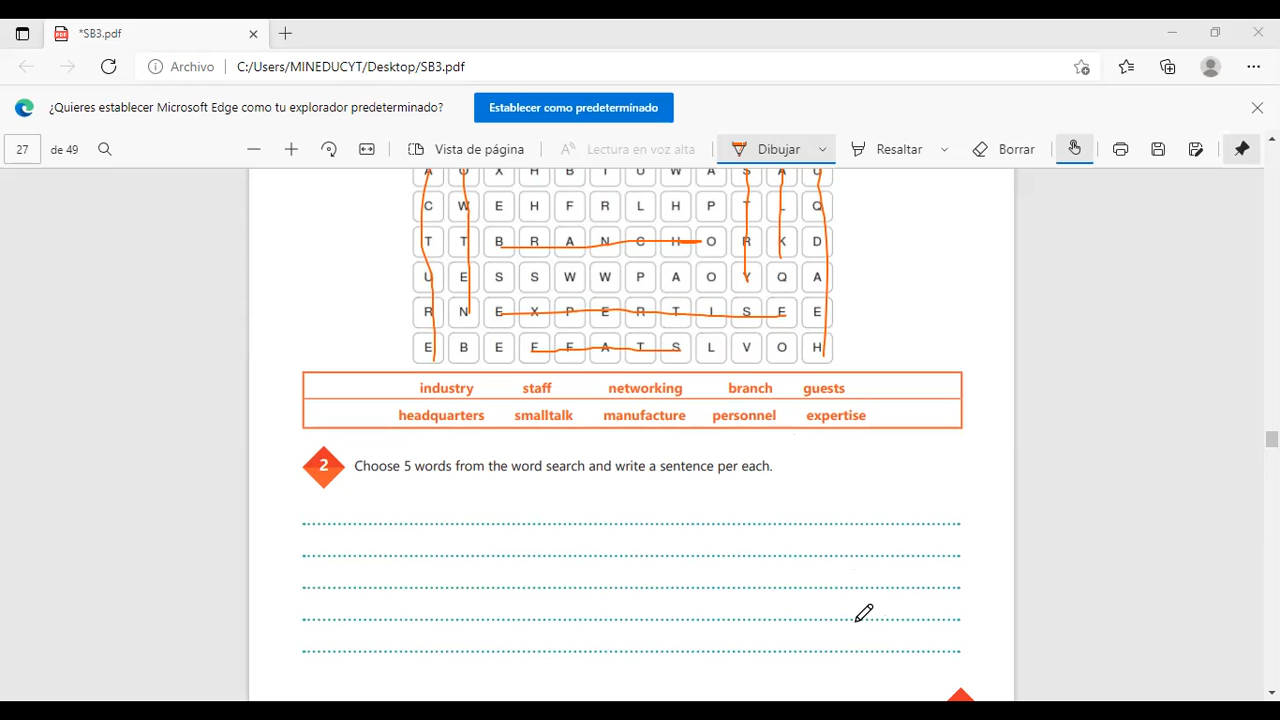 *SB3.pdf
Archivo C:/Users/MINEDUCYT/Desktop/SB3.pdf
¿Quieres establecer Microsoft Edge como tu explorador predeterminado? Establecer como predeterminado
27 de 49 Vista de página Lectura en voz alta Dibujar Resaltar Borrar
X H B I U W A S A U
C W E H F R L H P T L Q
T T B R A N C H O R K D
U E S S W W P A O Y Q A
R N E X P E R T I S E E
E B E F F A T S L V O H
industry staff networking branch guests
headquarters smalltalk manufacture personnel expertise
2 Choose 5 words from the word search and write a sentence per each.